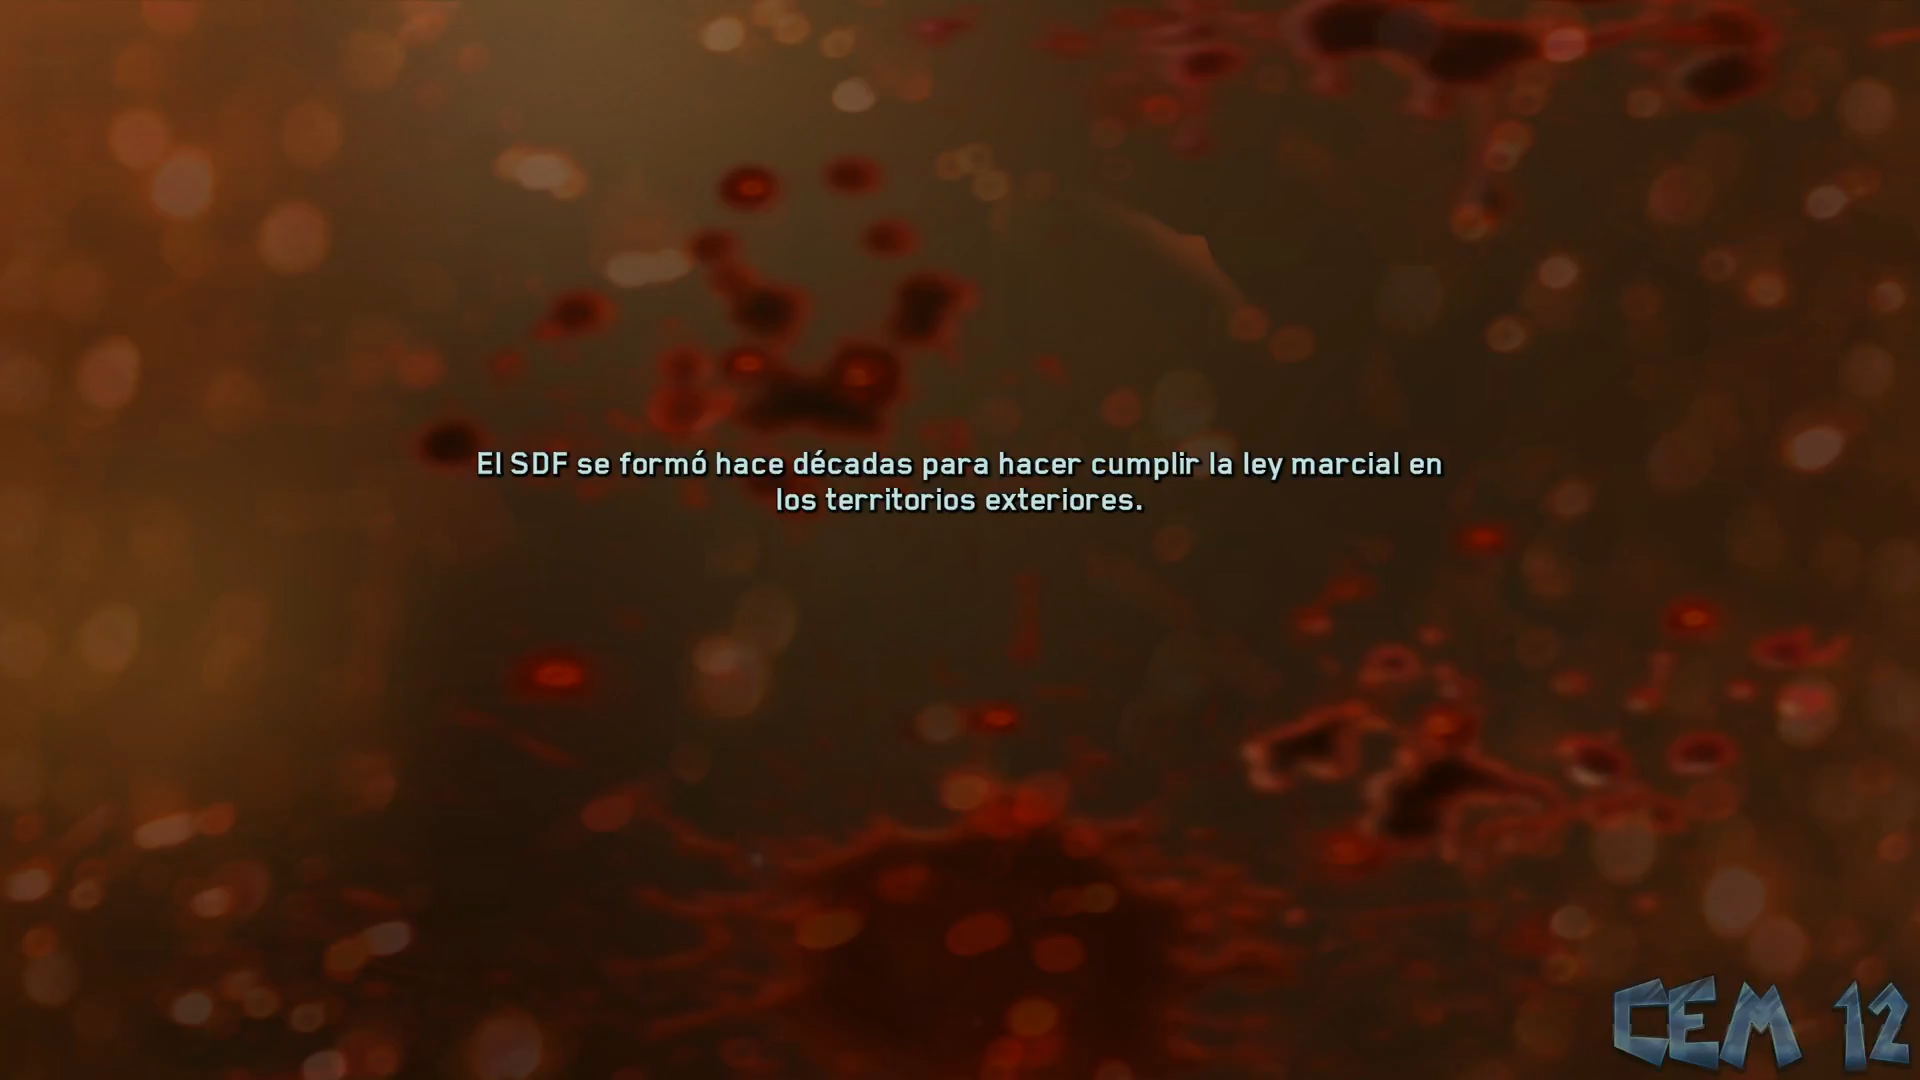 El SDF se formó hace décadas para hacer cumplir la ley marcial en
los territorios exteriores.
CEM 12